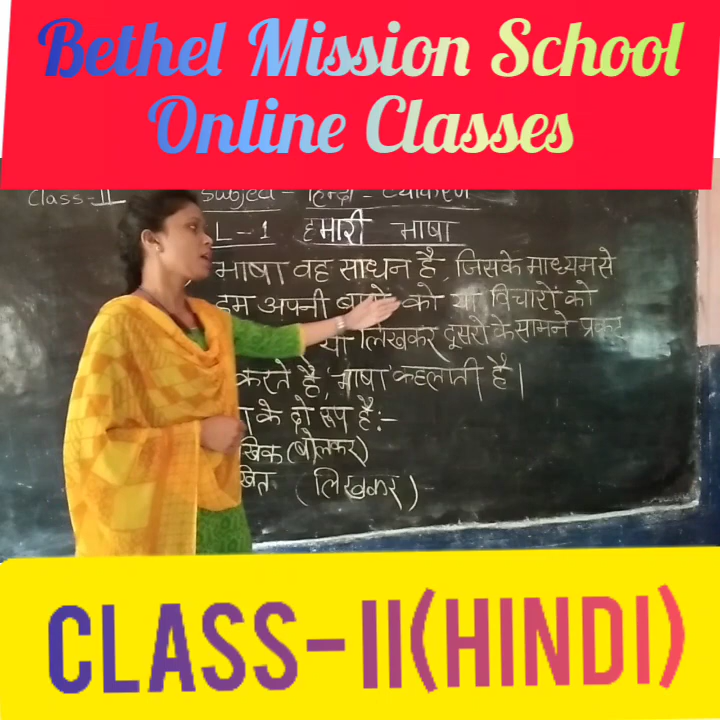 Bethel Mission School
Online Classes
Class-II Subject - हिन्दी - व्याकरण
L-1 हमारी भाषा
भाषा वह साधन है, जिसके माध्यम से
हम अपनी बातों को या विचारों को
या लिखकर दूसरों के सामने प्रकट
करते हैं, 'भाषा' कहलाती है।
के दो रूप है:-
(बोलकर)
(लिखकर)
CLASS-II(HINDI)